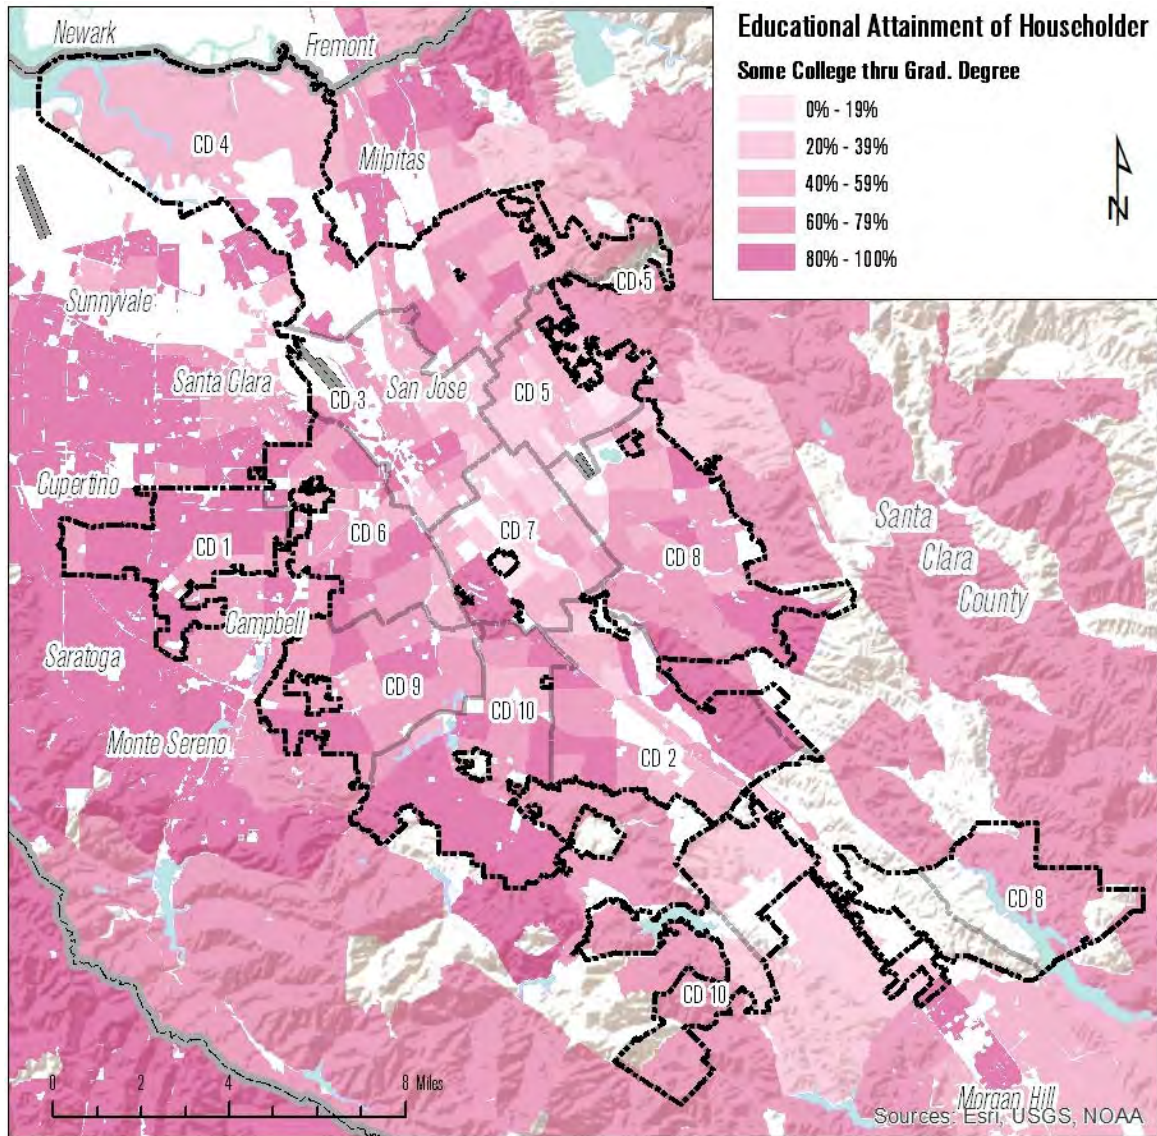 Educational Attainment of Householder
Some College thru Grad. Degree
0% - 19%
20% - 39%
40% - 59%
60% - 79%
80% - 100%
N
Newark
Fremont
CD 4
Milpitas
CD 5
Sunnyvale
Santa Clara
San Jose
CD 3
CD 5
Cupertino
CD 6
CD 7
CD 1
CD 8
Santa
Clara
County
Campbell
Saratoga
CD 9
CD 10
Monte Sereno
CD 2
CD 8
CD 10
0 2 4 8 Miles
Morgan Hill
Sources: Esri, USGS, NOAA